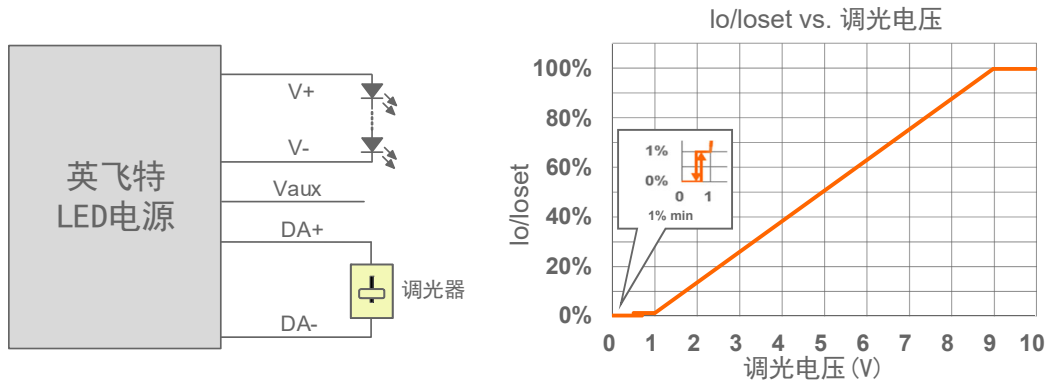 英飞特
LED电源
V+
V-
Vaux
DA+
调光器
DA-
Io/Ioset vs. 调光电压
Io/Ioset
100%
80%
60%
40%
20%
0%
1%
0%
0 1
1% min
0 1 2 3 4 5 6 7 8 9 10
调光电压(V)